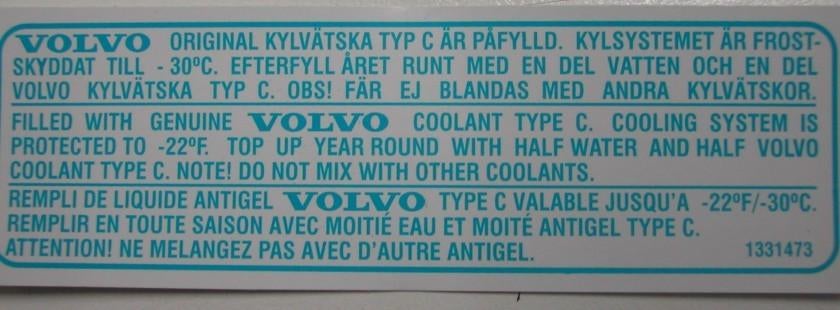 VOLVO ORIGINAL KYLVÄTSKA TYP C ÄR PÅFYLLD. KYLSYSTEMET ÄR FROST-
SKYDDAT TILL - 30ºC. EFTERFYLL ÅRET RUNT MED EN DEL VATTEN OCH EN DEL
VOLVO KYLVÄTSKA TYP C. OBS! FÄR EJ BLANDAS MED ANDRA KYLVÄTSKOR.
FILLED WITH GENUINE VOLVO COOLANT TYPE C. COOLING SYSTEM IS
PROTECTED TO -22ºF. TOP UP YEAR ROUND WITH HALF WATER AND HALF VOLVO
COOLANT TYPE C. NOTE! DO NOT MIX WITH OTHER COOLANTS.
REMPLI DE LIQUIDE ANTIGEL VOLVO TYPE C VALABLE JUSQU'A -22ºF/-30ºC.
REMPLIR EN TOUTE SAISON AVEC MOITIÉ EAU ET MOITÉ ANTIGEL TYPE C.
ATTENTION! NE MELANGEZ PAS AVEC D'AUTRE ANTIGEL. 1331473